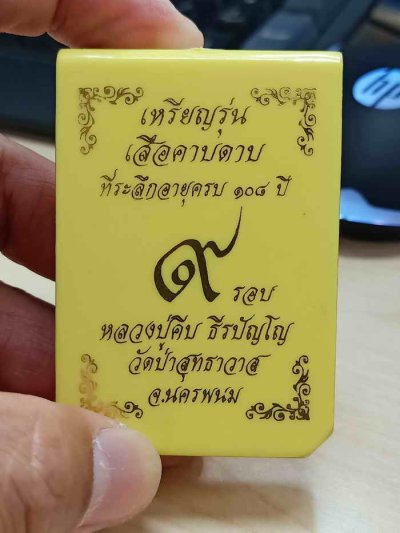 เหรียญรุ่น
เสือคาบดาบ
ที่ระลึกอายุครบ ๑๐๘ ปี
๙ รอบ
หลวงปู่คีบ ธีรปัญโญ
วัดป่าสุทธาวาส
จ.นครพนม
hp